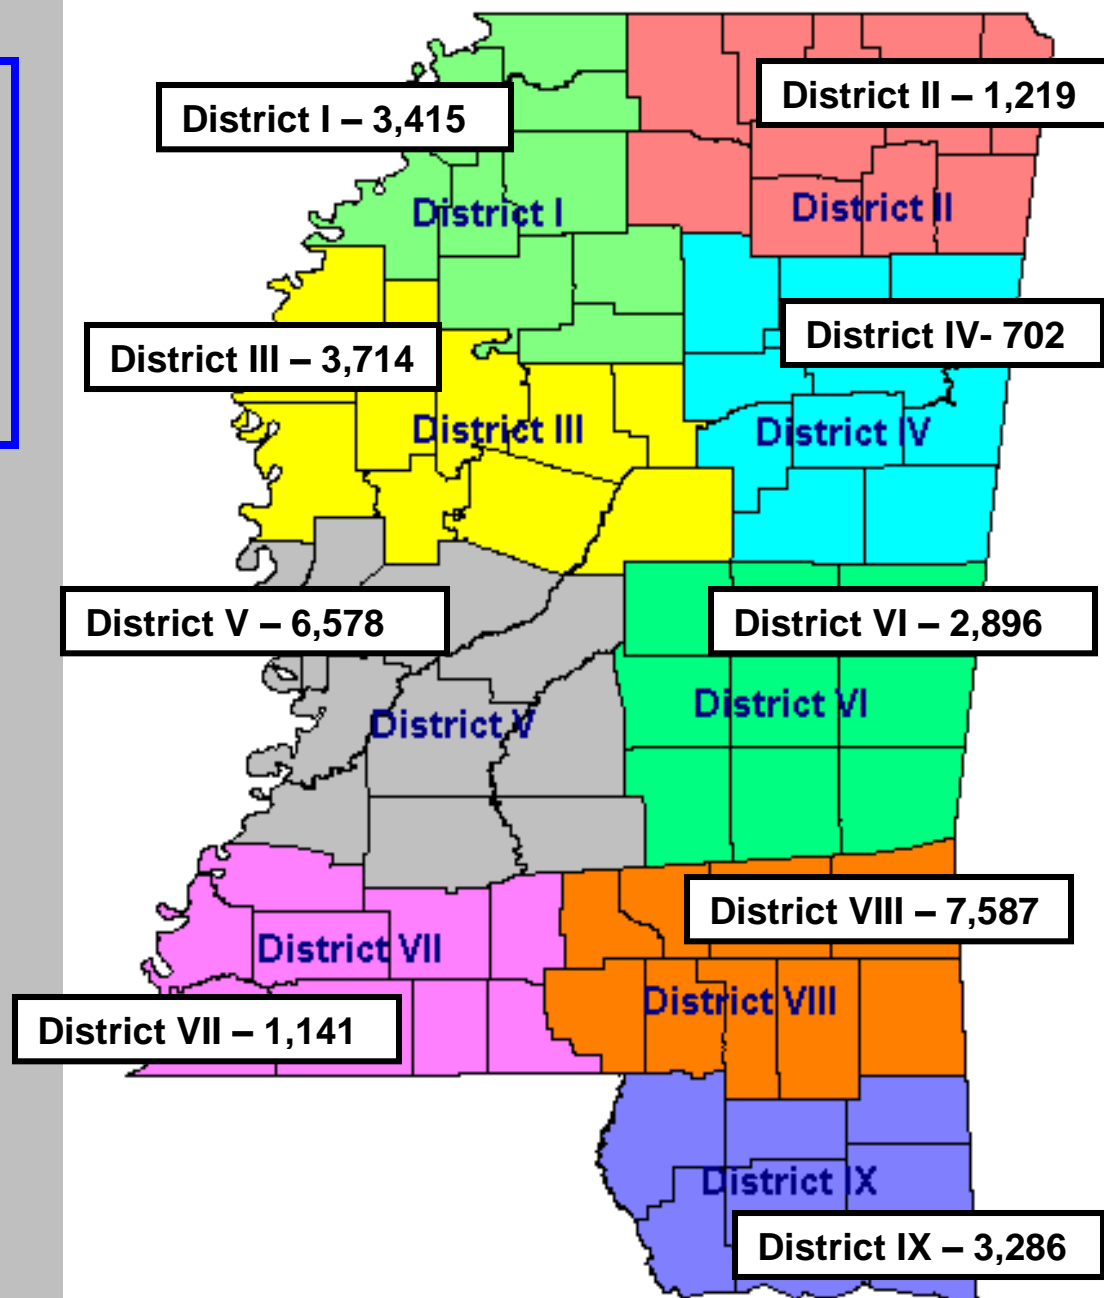 District I – 3,415
District II – 1,219
District I
District II
District III – 3,714
District IV- 702
District III
District IV
District V – 6,578
District VI – 2,896
District V
District VI
District VIII – 7,587
District VII
District VIII
District VII – 1,141
District IX
District IX – 3,286